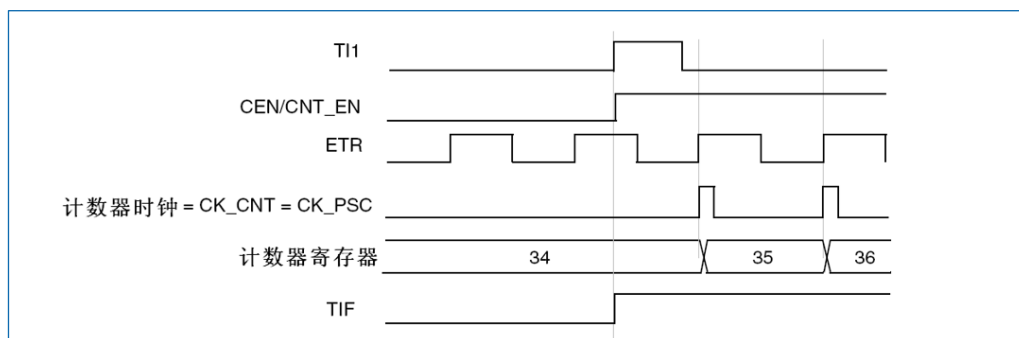 TI1
CEN/CNT_EN
ETR
计数器时钟 = CK_CNT = CK_PSC
计数器寄存器 34 35 36
TIF